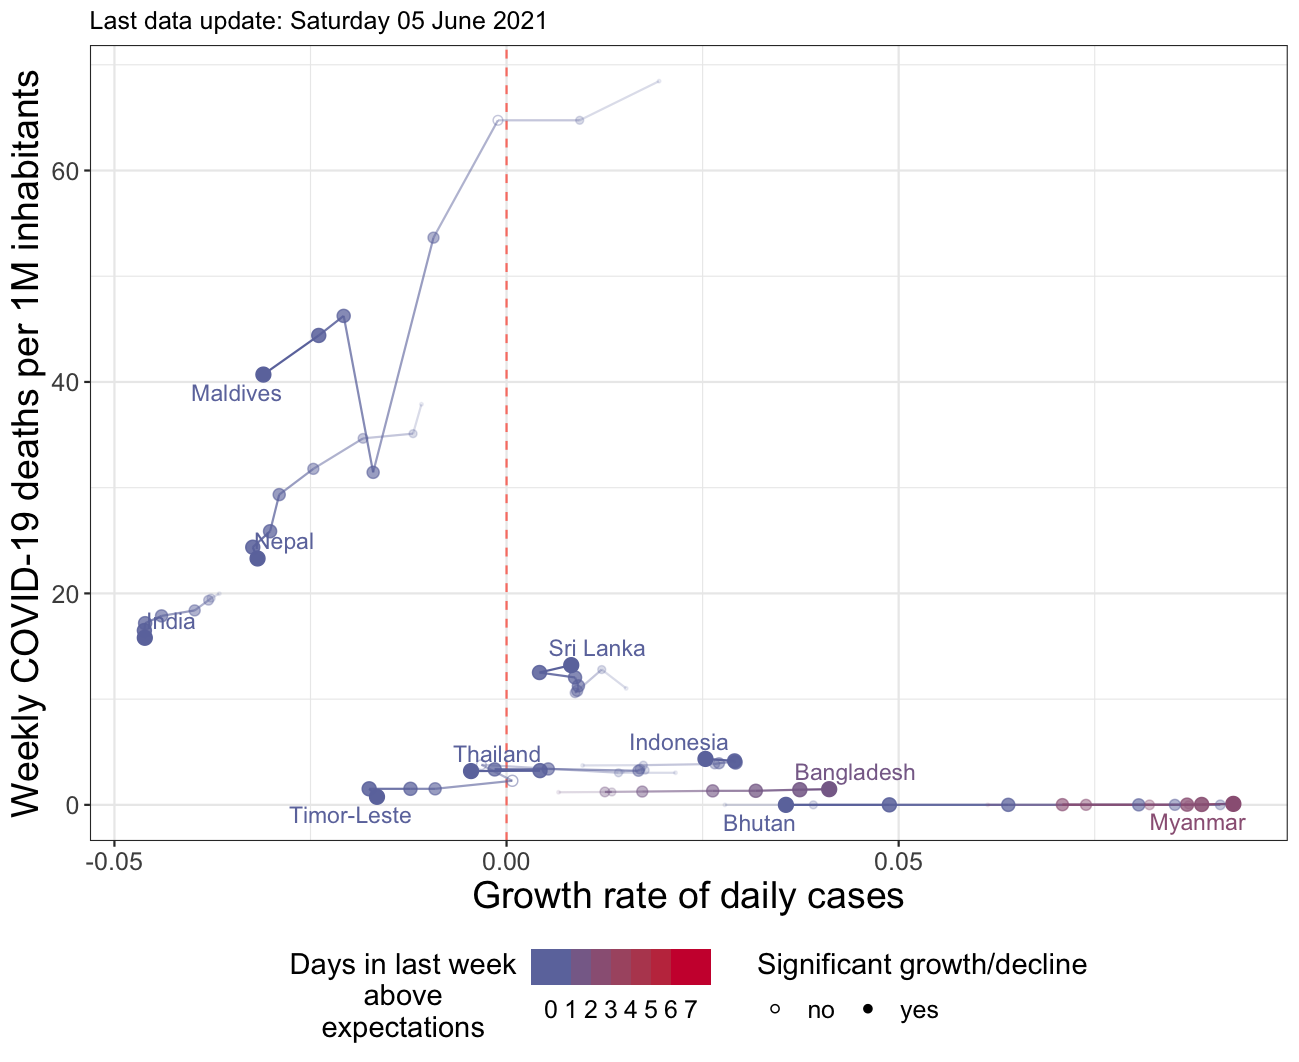 Last data update: Saturday 05 June 2021
Weekly COVID-19 deaths per 1M inhabitants
60
40
20
0
Maldives
Nepal
India
Sri Lanka
Thailand
Indonesia
Bangladesh
Timor-Leste
Bhutan
Myanmar
-0.05
0.00
0.05
Growth rate of daily cases
Days in last week
above
expectations
0 1 2 3 4 5 6 7
Significant growth/decline
no
yes